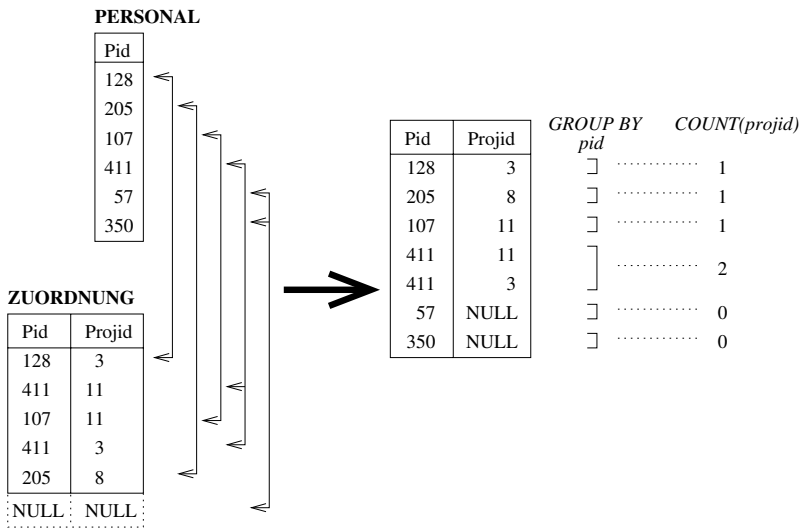 PERSONAL
Pid
128
205
107
411
57
350
ZUORDNUNG
Pid Projid
128 3
411 11
107 11
411 3
205 8
NULL NULL
GROUP BY COUNT(projid)
pid
Pid Projid
128 3 1
205 8 1
107 11 1
411 11
411 3
2
57 NULL 0
350 NULL 0